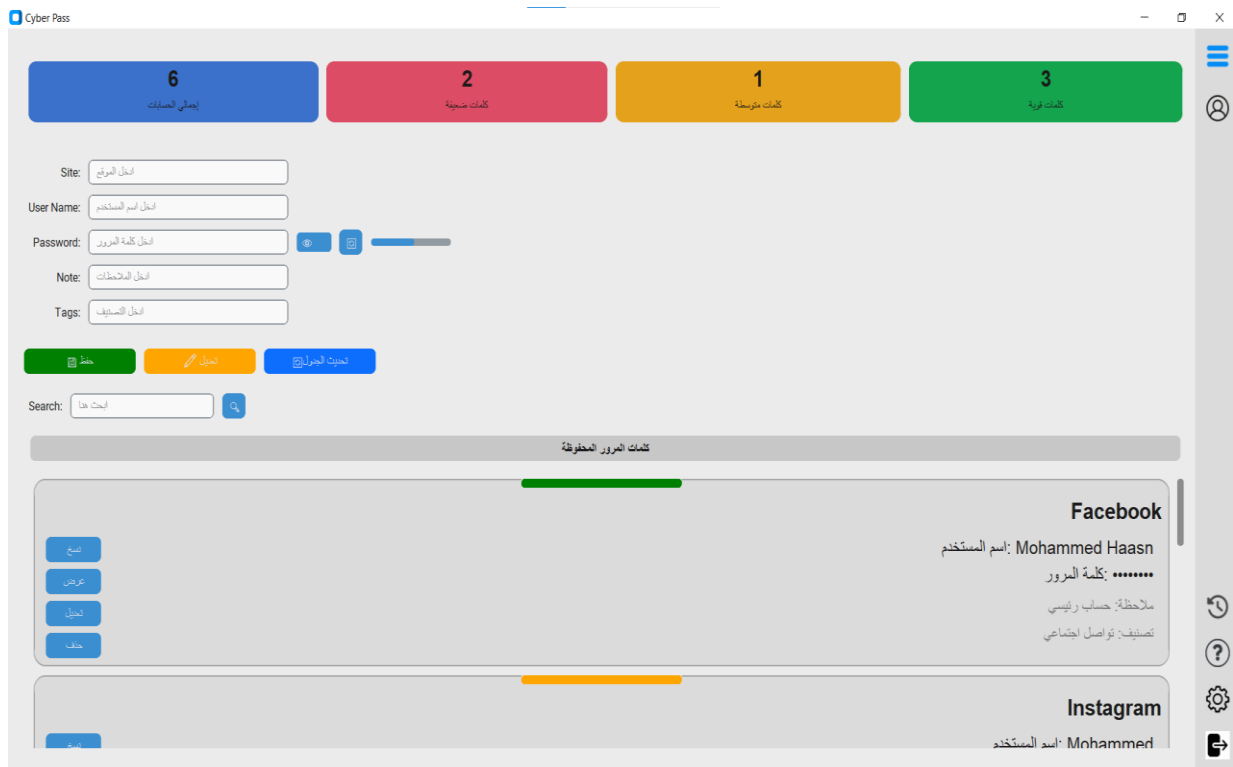 Cyber Pass
6
إجمالي الحسابات
2
كلمات ضعيفة
1
كلمات متوسطة
3
كلمات قوية
Site: ادخل الموقع
User Name: ادخل اسم المستخدم
Password: ادخل كلمة المرور
Note: ادخل الملاحظات
Tags: ادخل التصنيف
حفظ
تعديل
تحديث الجدول
Search: ابحث هنا
كلمات المرور المحفوظة
Facebook
Mohammed Haasn :اسم المستخدم
•••••••• :كلمة المرور
ملاحظة: حساب رئيسي
تصنيف: تواصل اجتماعي
نسخ
عرض
تعديل
حذف
Instagram
Mohammed :اسم المستخدم
نسخ